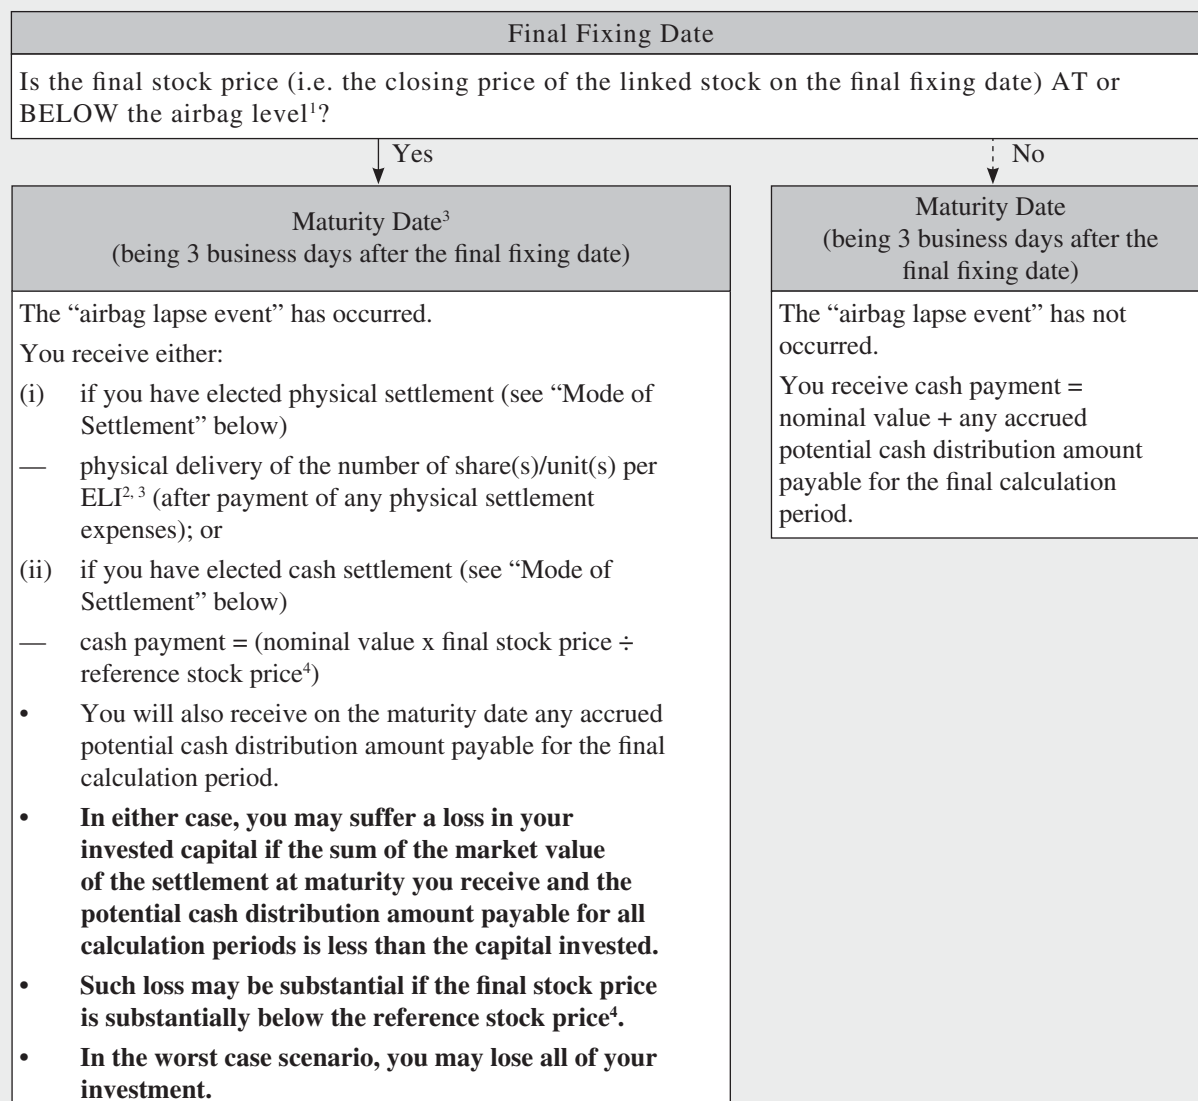 Final Fixing Date
Is the final stock price (i.e. the closing price of the linked stock on the final fixing date) AT or
BELOW the airbag level¹?
Yes
No
Maturity Date³
(being 3 business days after the final fixing date)
The “airbag lapse event” has occurred.
You receive either:
(i) if you have elected physical settlement (see “Mode of
Settlement” below)
— physical delivery of the number of share(s)/unit(s) per
ELI²˒ ³ (after payment of any physical settlement
expenses); or
(ii) if you have elected cash settlement (see “Mode of
Settlement” below)
— cash payment = (nominal value x final stock price ÷
reference stock price⁴)
• You will also receive on the maturity date any accrued
potential cash distribution amount payable for the final
calculation period.
• In either case, you may suffer a loss in your
invested capital if the sum of the market value
of the settlement at maturity you receive and the
potential cash distribution amount payable for all
calculation periods is less than the capital invested.
• Such loss may be substantial if the final stock price
is substantially below the reference stock price⁴.
• In the worst case scenario, you may lose all of your
investment.
Maturity Date
(being 3 business days after the
final fixing date)
The “airbag lapse event” has not
occurred.
You receive cash payment =
nominal value + any accrued
potential cash distribution amount
payable for the final calculation
period.